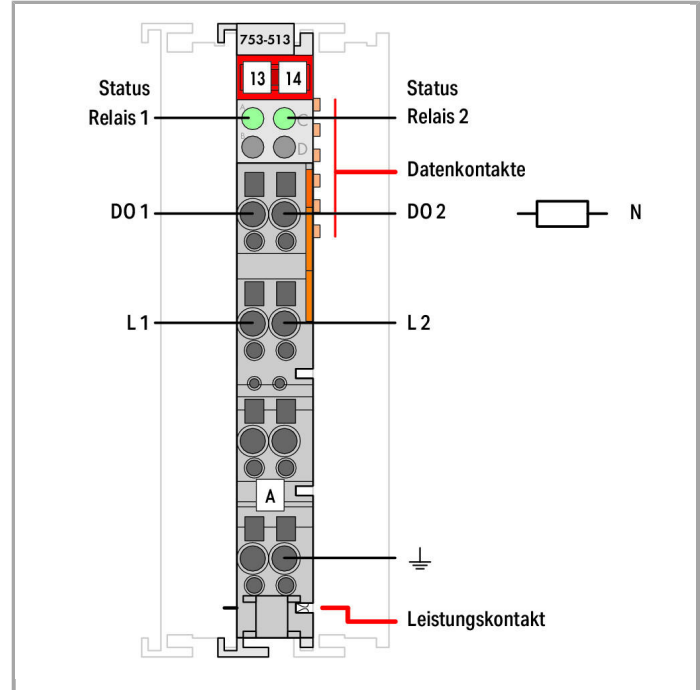 753-513
13 14
Status
Relais 1
Status
Relais 2
A
C
B
D
Datenkontakte
DO 1
DO 2
N
L 1
L 2
A
Leistungskontakt